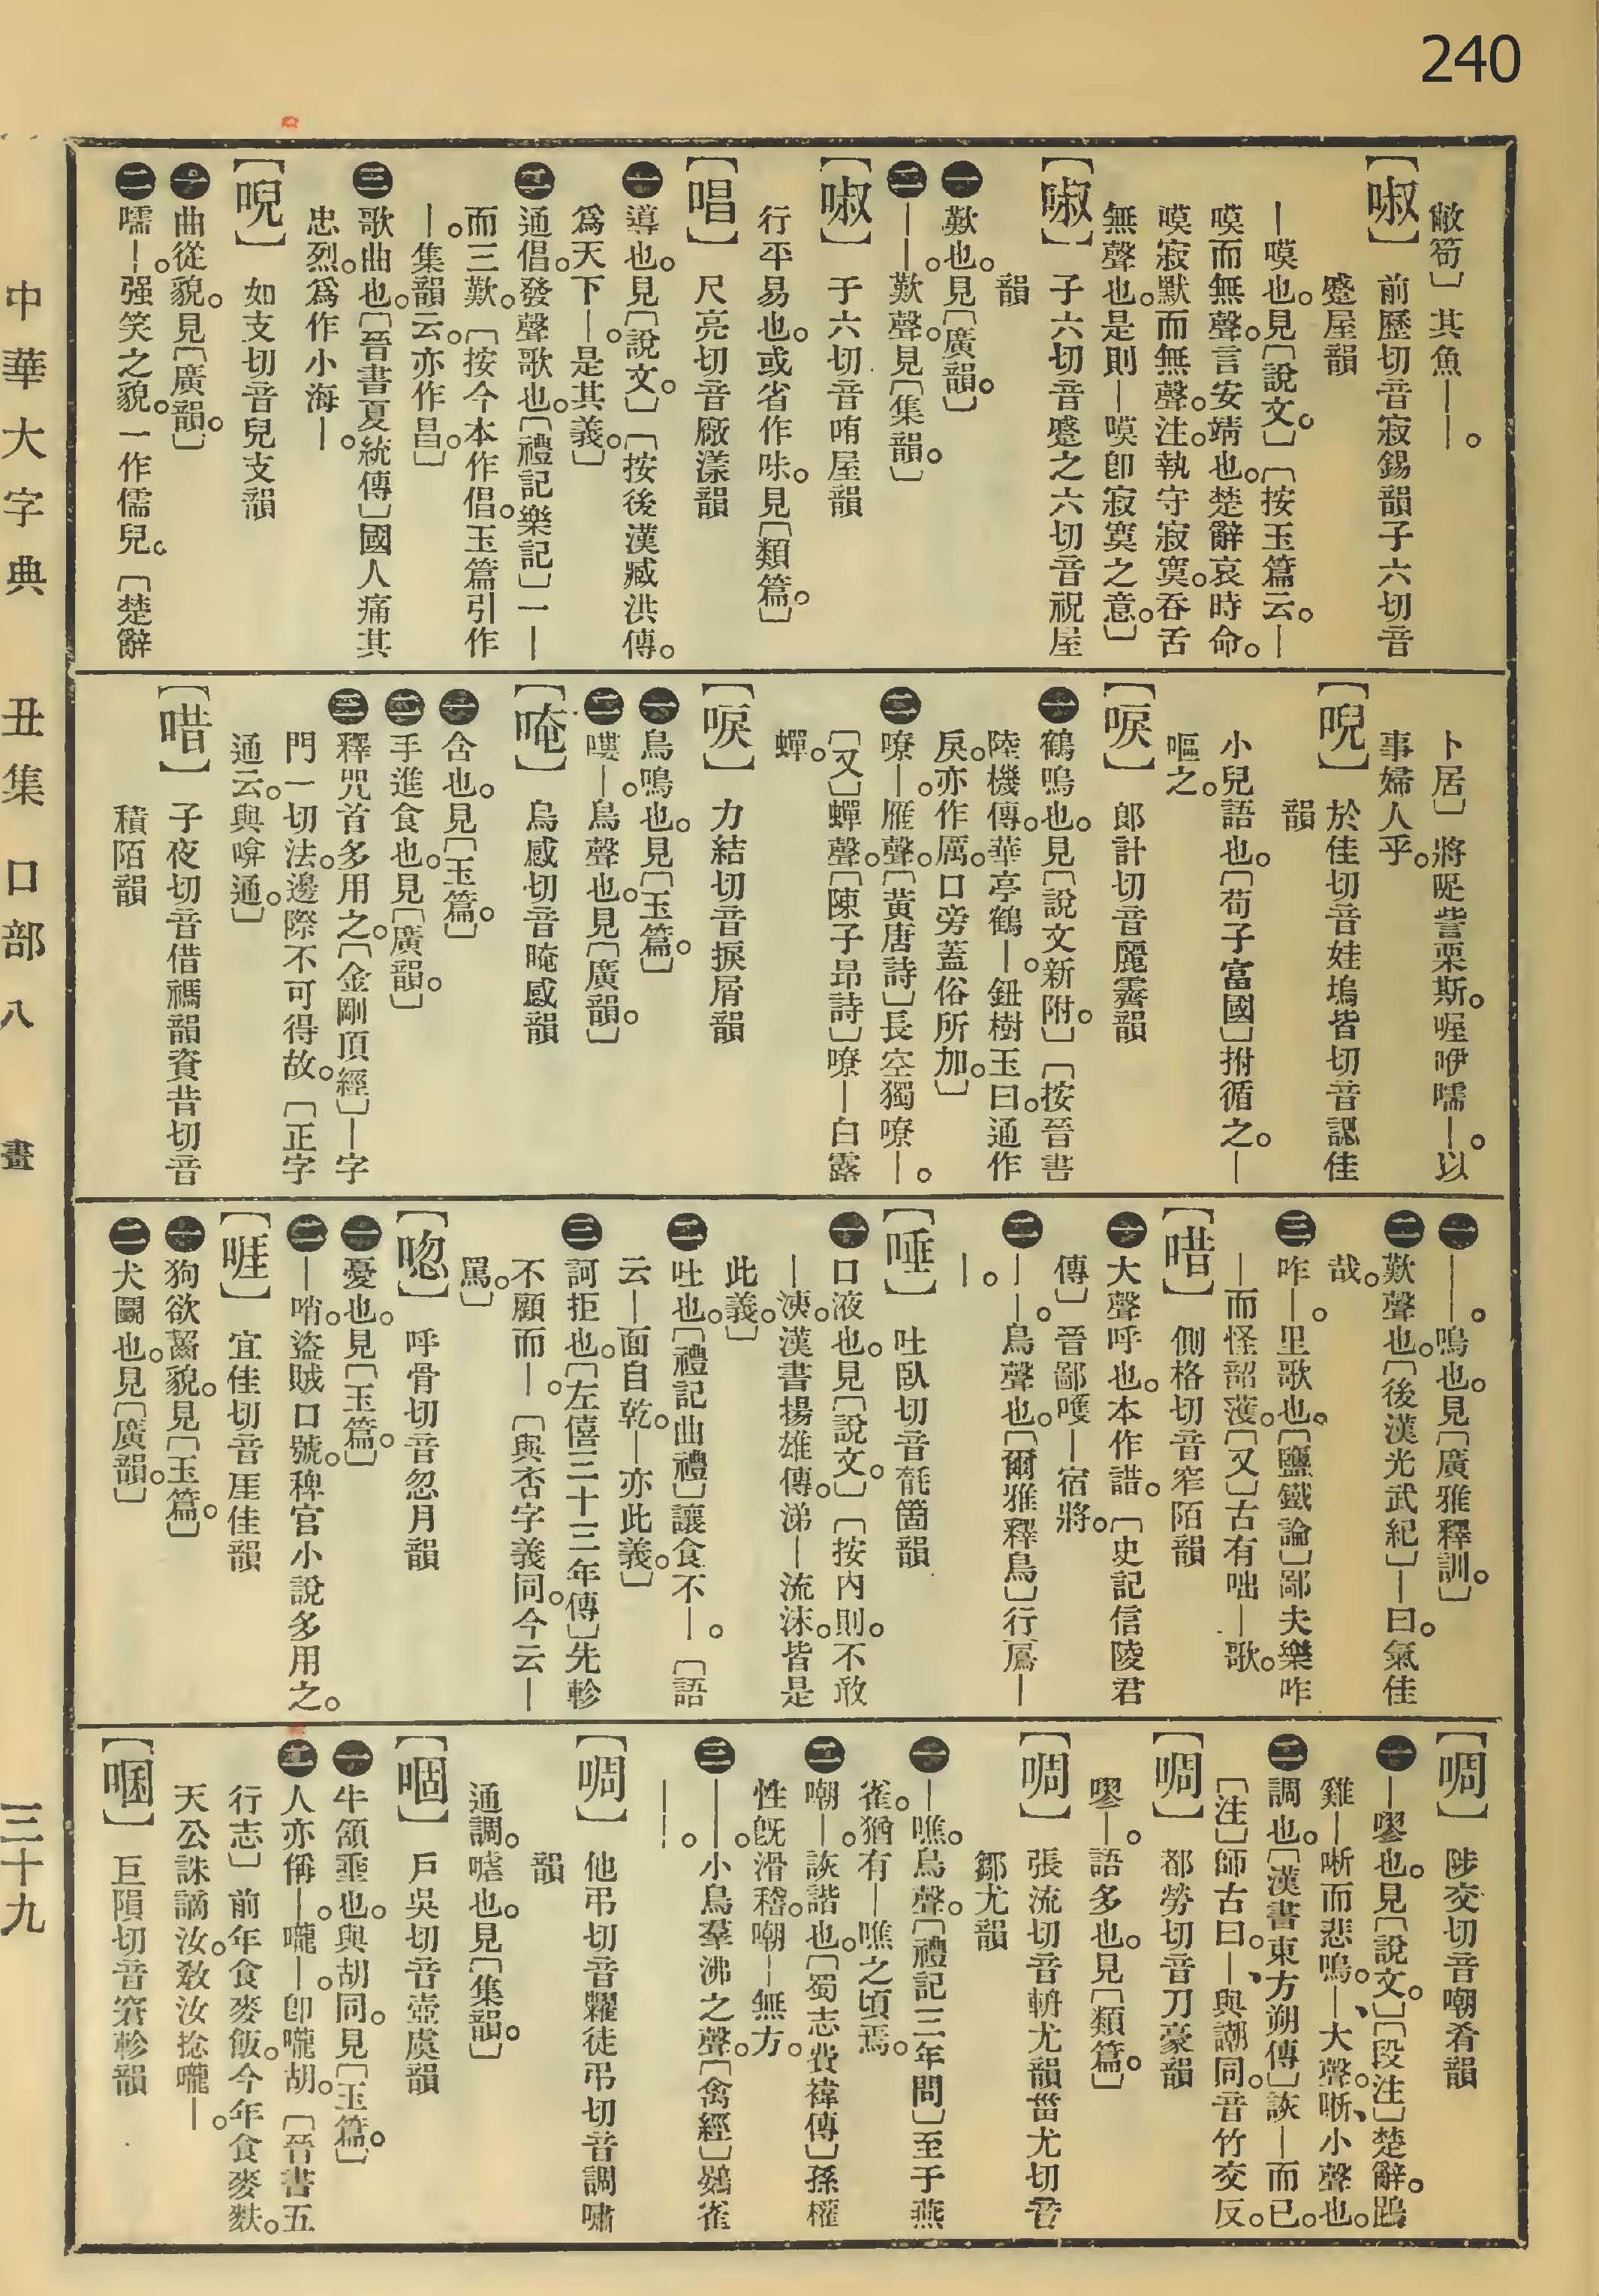 240
敝笱〕其魚｜｜。
〔啝〕前歷切音寂錫韻子六切音
蹙屋韻
｜嘆也。見〔說文。〕〔按玉篇云。｜
嗼而無聲。言安靖也。楚辭哀時命。
嗼寂默而無聲。注。執守寂寞。吞舌
無聲也。是則｜嗼卽寂寞之意。〕
〔啝〕子六切音蹙之六切音祝屋
韻
㊀歎也。見〔廣韻。〕
㊁｜｜。歎聲。見〔集韻。〕
〔啝〕于六切音哊屋韻
行平易也。或省作呠。見〔類篇。〕
〔唱〕尺亮切音廠漾韻
㊀導也。見〔說文。〕〔按後漢臧洪傳。
爲天下｜。是其義。〕
㊁通倡。發聲歌也。〔禮記樂記〕一｜
而三歎。〔按今本作倡。玉篇引作
｜。集韻云。亦作昌。〕
㊂歌曲也。〔晉書夏統傳〕國人痛其
忠烈。爲作小海｜。
〔唲〕如支切音兒支韻
㊀曲從貌。見〔廣韻。〕
㊁嚅｜。强笑之貌。一作儒兒。〔楚辭
卜居〕將哫訾栗斯。喔咿嚅｜。以
事婦人乎。
〔唲〕於佳切音娃塢皆切音諰佳
韻
小兒語也。〔荀子富國〕拊循之。｜
嘔之。
〔唳〕郞計切音麗霽韻
㊀鶴鳴也。見〔說文新附。〕〔按晉書
陸機傳。華亭鶴｜。鈕樹玉曰。通作
戾。亦作厲。口旁蓋俗所加。〕
㊁嘹｜。雁聲。〔黃唐詩〕長空獨嘹｜。
〔又〕蟬聲。〔陳子昻詩〕嘹｜白露
蟬。
〔唳〕力結切音捩屑韻
㊀鳥鳴也。見〔玉篇。〕
㊁嘍｜。鳥聲也。見〔廣韻。〕
〔唵〕烏感切音晻感韻
㊀含也。見〔玉篇。〕
㊁手進食也。見〔廣韻。〕
㊂釋咒首多用之。〔金剛頂經〕｜字
門一切法。邊際不可得故。〔正字
通云。與唅通。〕
〔唶〕子夜切音借禡韻資昔切音
積陌韻
㊀｜｜。鳴也。見〔廣雅釋訓。〕
㊁歎聲也。〔後漢光武紀〕｜曰。氣佳
哉。
㊂咋｜。里歌也。〔鹽鐵論〕鄙夫樂咋
｜而怪韶濩。〔又〕古有咄｜歌。
〔唶〕側格切音窄陌韻
㊀大聲呼也。本作諎。〔史記信陵君
傳〕晉鄙嚄｜宿將。
㊁｜｜。鳥聲也。〔爾雅釋鳥〕行鳸｜
｜。
〔唾〕吐臥切音毻箇韻
㊀口液也。見〔說文。〕〔按內則。不敢
｜洟。漢書揚雄傳。涕｜流沫。皆是
此義。〕
㊁吐也。〔禮記曲禮〕讓食不｜。〔語
云｜面自乾。｜亦此義。〕
㊂訶拒也。〔左僖三十三年傳〕先軫
不顧而｜。〔與㕻字義同。今云｜
罵。〕
〔唿〕呼骨切音忽月韻
㊀憂也。見〔玉篇。〕
㊁｜哨。盜賊口號。稗官小說多用之。
〔啀〕宜佳切音厓佳韻
㊀狗欲齧貌。見〔玉篇。〕
㊁犬鬬也。見〔廣韻。〕
〔啁〕陟交切音嘲肴韻
㊀｜嘐也。見〔說文。〕〔段注〕楚辭。鵾
雞｜哳而悲鳴。｜、大聲。哳、小聲也。
㊁調也。〔漢書東方朔傳〕詼｜而已。
〔注〕師古曰。｜、與謿同。音竹交反。
〔啁〕都勞切音刀豪韻
嘐｜。語多也。見〔類篇。〕
〔啁〕張流切音輈尤韻甾尤切音
鄒尤韻
㊀｜噍。鳥聲。〔禮記三年問〕至于燕
雀。猶有｜噍之頃焉。
㊁嘲｜。詼諧也。〔蜀志費禕傳〕孫權
性旣滑稽。嘲｜無方。
㊂｜｜。小鳥羣沸之聲。〔禽經〕鷃雀
｜｜。
〔啁〕他弔切音糶徒弔切音調嘯
韻
通調。嘘也。見〔集韻。〕
〔啒〕戶吳切音壺虞韻
㊀牛頷垂也。與胡同。見〔玉篇。〕
㊁人亦稱｜。嚨｜。卽嚨胡。〔晉書五
行志〕前年食麥飯。今年食麥麩。
天公誅讁汝。敎汝捻嚨｜。
〔啯〕巨隕切音窘軫韻
中華大字典　丑集　口部　八畫　三十九